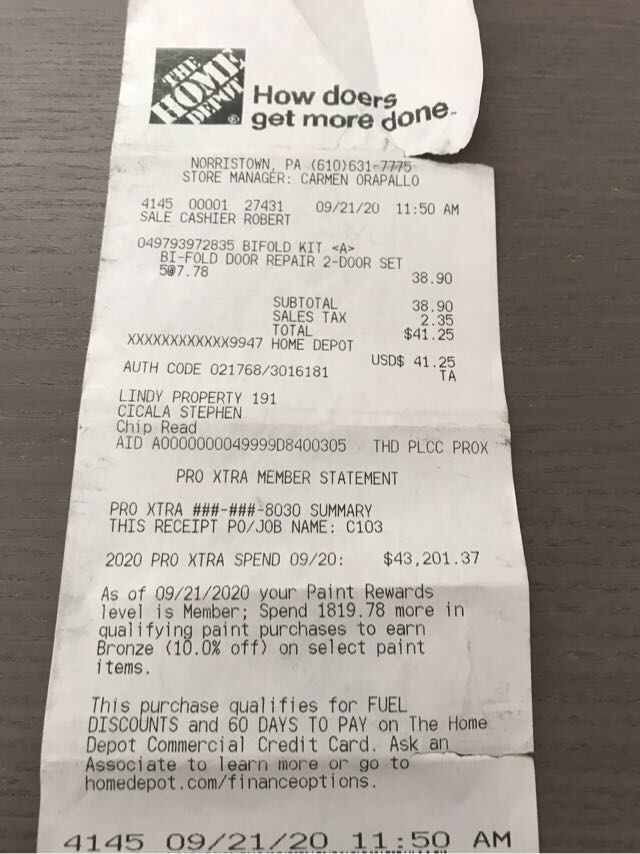 THE
HOME
DEPOT®
How doers
get more done™
NORRISTOWN, PA (610)631-7775
STORE MANAGER: CARMEN ORAPALLO
4145 00001 27431 09/21/20 11:50 AM
SALE CASHIER ROBERT
049793972835 BIFOLD KIT <A>
BI-FOLD DOOR REPAIR 2-DOOR SET
5@7.78 38.90
SUBTOTAL 38.90
SALES TAX 2.35
TOTAL $41.25
XXXXXXXXXXXX9947 HOME DEPOT
USD$ 41.25
AUTH CODE 021768/3016181 TA
LINDY PROPERTY 191
CICALA STEPHEN
Chip Read
AID A0000000049999D8400305 THD PLCC PROX
PRO XTRA MEMBER STATEMENT
PRO XTRA ###-###-8030 SUMMARY
THIS RECEIPT PO/JOB NAME: C103
2020 PRO XTRA SPEND 09/20: $43,201.37
As of 09/21/2020 your Paint Rewards
level is Member; Spend 1819.78 more in
qualifying paint purchases to earn
Bronze (10.0% off) on select paint
items.
This purchase qualifies for FUEL
DISCOUNTS and 60 DAYS TO PAY on The Home
Depot Commercial Credit Card. Ask an
Associate to learn more or go to
homedepot.com/financeoptions.
4145 09/21/20 11:50 AM